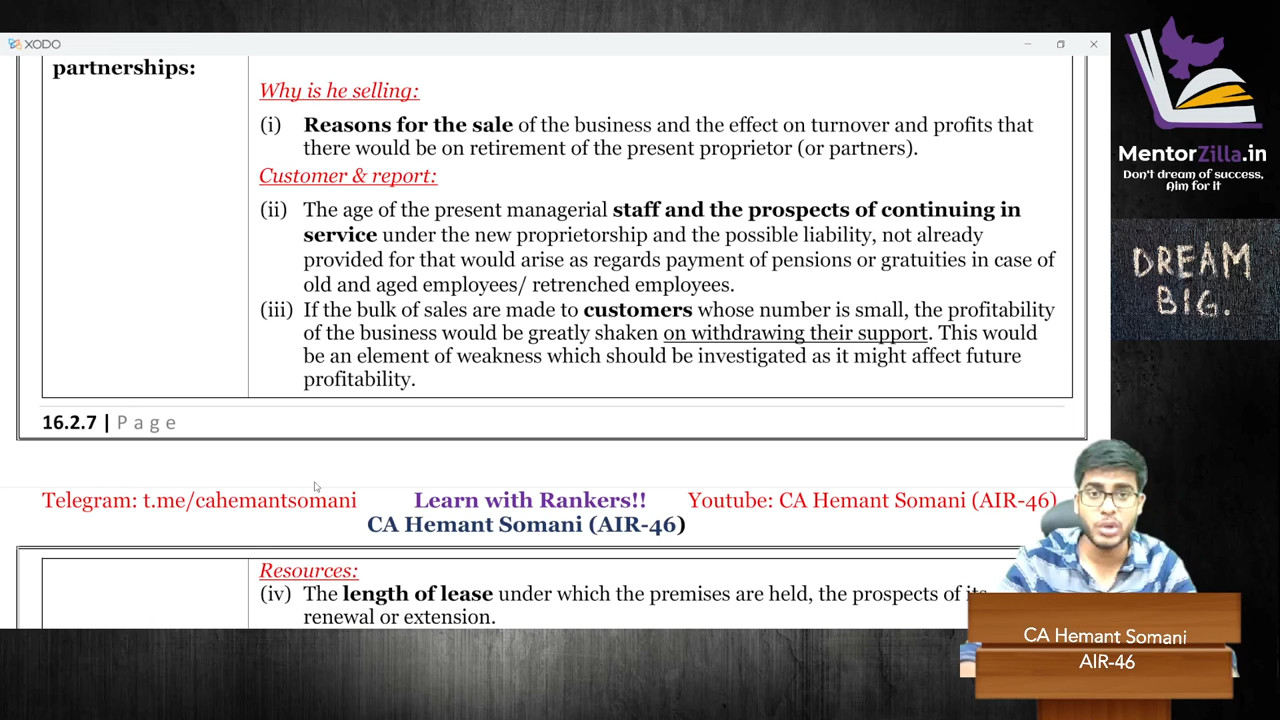 XODO
partnerships:
Why is he selling:
(i) Reasons for the sale of the business and the effect on turnover and profits that
there would be on retirement of the present proprietor (or partners).
Customer & report:
(ii) The age of the present managerial staff and the prospects of continuing in
service under the new proprietorship and the possible liability, not already
provided for that would arise as regards payment of pensions or gratuities in case of
old and aged employees/ retrenched employees.
(iii) If the bulk of sales are made to customers whose number is small, the profitability
of the business would be greatly shaken on withdrawing their support. This would
be an element of weakness which should be investigated as it might affect future
profitability.
16.2.7 | Page
Telegram: t.me/cahemantsomani Learn with Rankers!! Youtube: CA Hemant Somani (AIR-46)
CA Hemant Somani (AIR-46)
Resources:
(iv) The length of lease under which the premises are held, the prospects of its
renewal or extension.
MentorZilla.in
Don't dream of success,
Aim for it
DREAM
BIG.
CA Hemant Somani
AIR-46